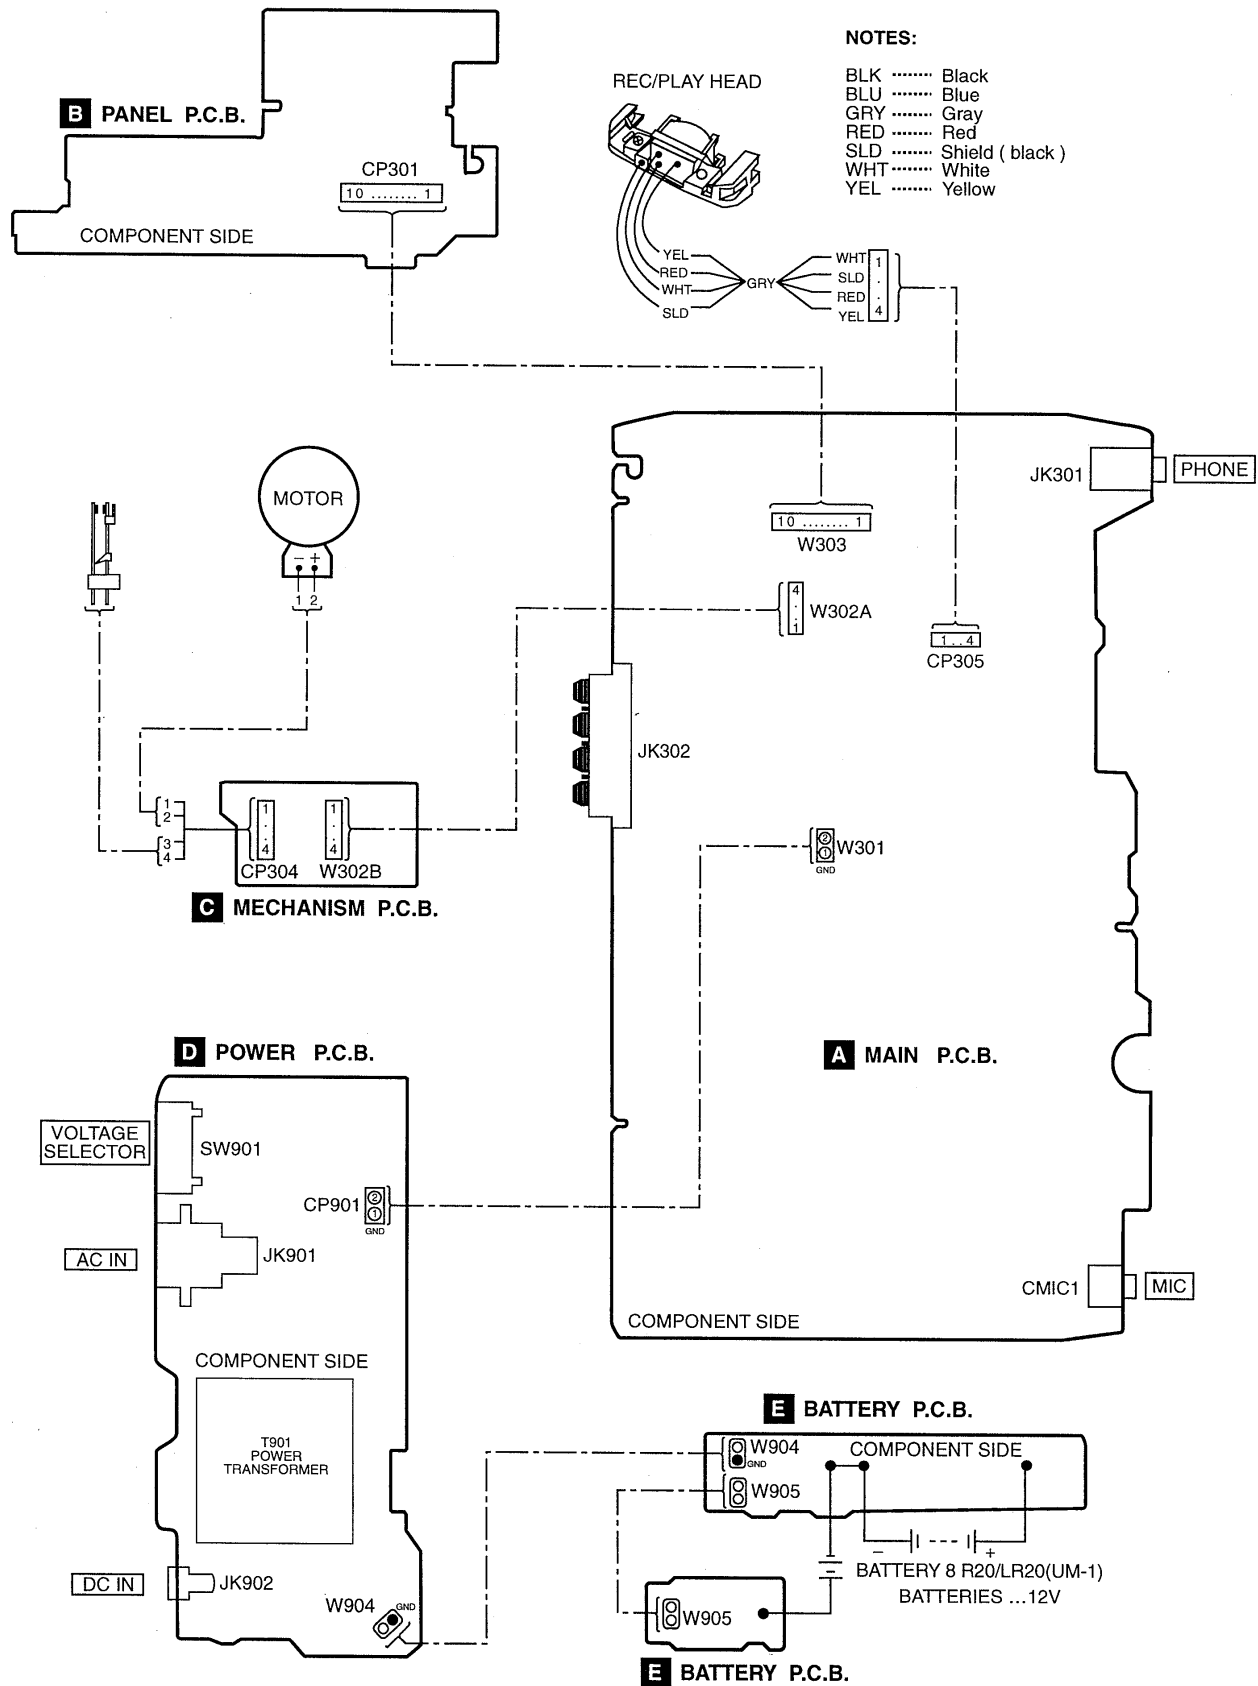 NOTES:
BLK ········ Black
BLU ········ Blue
GRY ········ Gray
RED ········ Red
SLD ········ Shield ( black )
WHT ········ White
YEL ········ Yellow
REC/PLAY HEAD
B PANEL P.C.B.
CP301
10 ........ 1
COMPONENT SIDE
YEL
RED
WHT
SLD
GRY
WHT
SLD
RED
YEL
1
.
.
4
MOTOR
− +
1 2
JK301
PHONE
10 ........ 1
W303
4
.
.
1
W302A
1 . . 4
CP305
JK302
1
2
3
4
1
.
.
4
CP304
1
.
.
4
W302B
C MECHANISM P.C.B.
2
1
W301
GND
D POWER P.C.B.
A MAIN P.C.B.
VOLTAGE
SELECTOR
SW901
CP901
2
1
GND
AC IN
JK901
CMIC1
MIC
COMPONENT SIDE
COMPONENT SIDE
T901
POWER
TRANSFORMER
DC IN
JK902
W904
GND
E BATTERY P.C.B.
W904
GND
COMPONENT SIDE
W905
− +
BATTERY 8 R20/LR20(UM-1)
BATTERIES ...12V
W905
E BATTERY P.C.B.